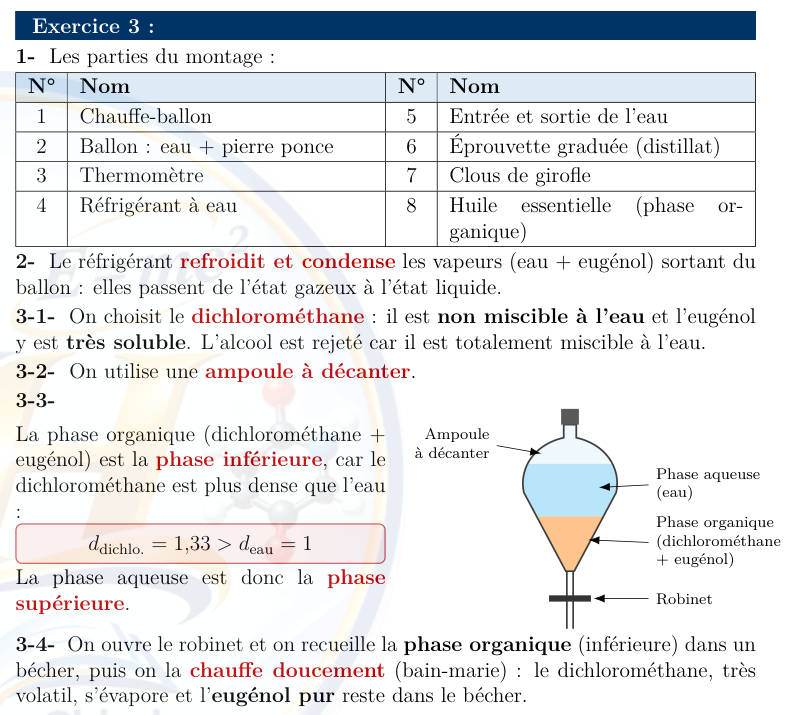 Exercice 3 :
1- Les parties du montage :
N° Nom N° Nom
1 Chauffe-ballon 5 Entrée et sortie de l'eau
2 Ballon : eau + pierre ponce 6 Éprouvette graduée (distillat)
3 Thermomètre 7 Clous de girofle
4 Réfrigérant à eau 8 Huile essentielle (phase or-
ganique)
2- Le réfrigérant refroidit et condense les vapeurs (eau + eugénol) sortant du
ballon : elles passent de l'état gazeux à l'état liquide.
3-1- On choisit le dichlorométhane : il est non miscible à l'eau et l'eugénol
y est très soluble. L'alcool est rejeté car il est totalement miscible à l'eau.
3-2- On utilise une ampoule à décanter.
3-3-
La phase organique (dichlorométhane +
eugénol) est la phase inférieure, car le
dichlorométhane est plus dense que l'eau
:
d_dichlo. = 1,33 > d_eau = 1
La phase aqueuse est donc la phase
supérieure.
Ampoule
à décanter
Phase aqueuse
(eau)
Phase organique
(dichlorométhane
+ eugénol)
Robinet
3-4- On ouvre le robinet et on recueille la phase organique (inférieure) dans un
bécher, puis on la chauffe doucement (bain-marie) : le dichlorométhane, très
volatil, s'évapore et l'eugénol pur reste dans le bécher.